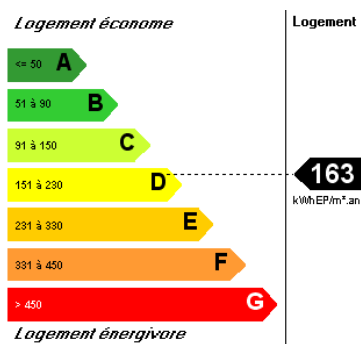 Logement économe
Logement
<= 50 A
51 à 90 B
91 à 150 C
151 à 230 D
163
kWhEP/m².an
231 à 330 E
331 à 450 F
> 450 G
Logement énergivore